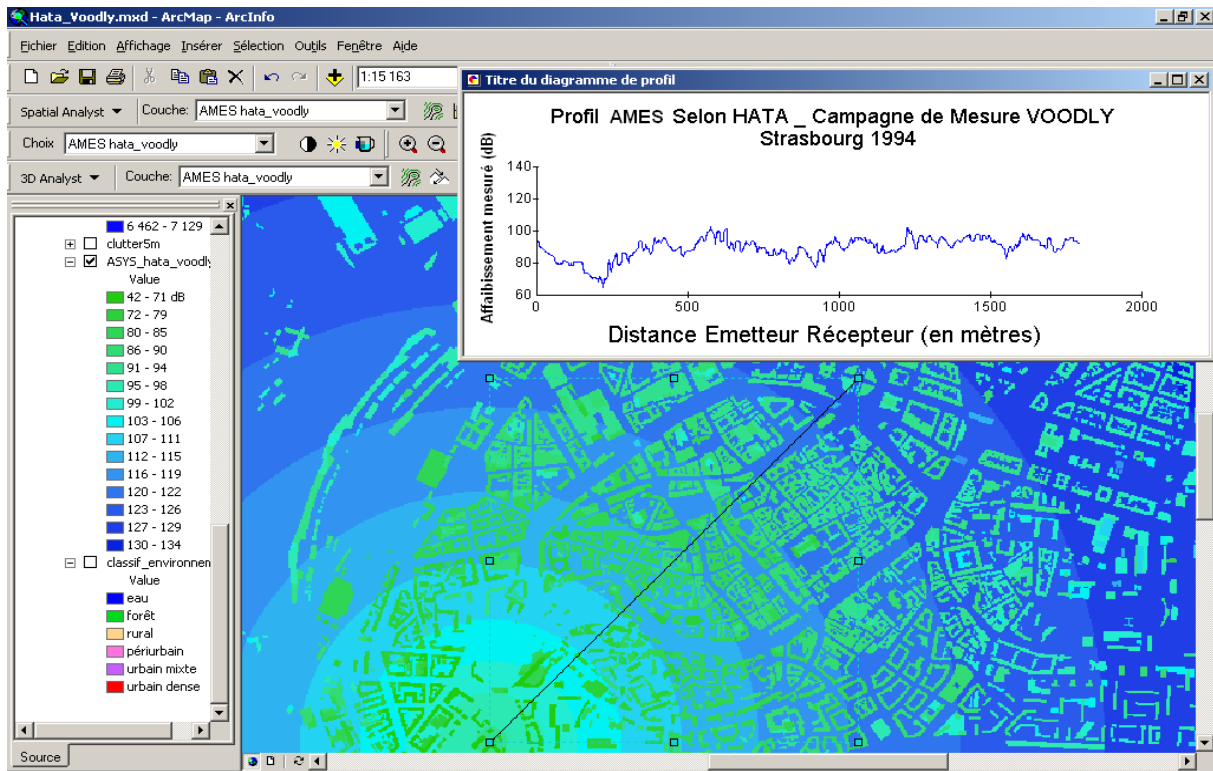 Hata_Voodly.mxd - ArcMap - ArcInfo
Fichier Edition Affichage Insérer Sélection Outils Fenêtre Aide
1:15 163
Spatial Analyst Couche: AMES hata_voodly
Choix AMES hata_voodly
3D Analyst Couche: AMES hata_voodly
Titre du diagramme de profil
Profil AMES Selon HATA _ Campagne de Mesure VOODLY
Strasbourg 1994
Affaibissement mesuré (dB)
140
120
100
80
60
0 500 1000 1500 2000
Distance Emetteur Récepteur (en mètres)
6 462 - 7 129
clutter5m
ASYS_hata_voodly
Value
42 - 71 dB
72 - 79
80 - 85
86 - 90
91 - 94
95 - 98
99 - 102
103 - 106
107 - 111
112 - 115
116 - 119
120 - 122
123 - 126
127 - 129
130 - 134
classif_environnen
Value
eau
forêt
rural
périurbain
urbain mixte
urbain dense
Source